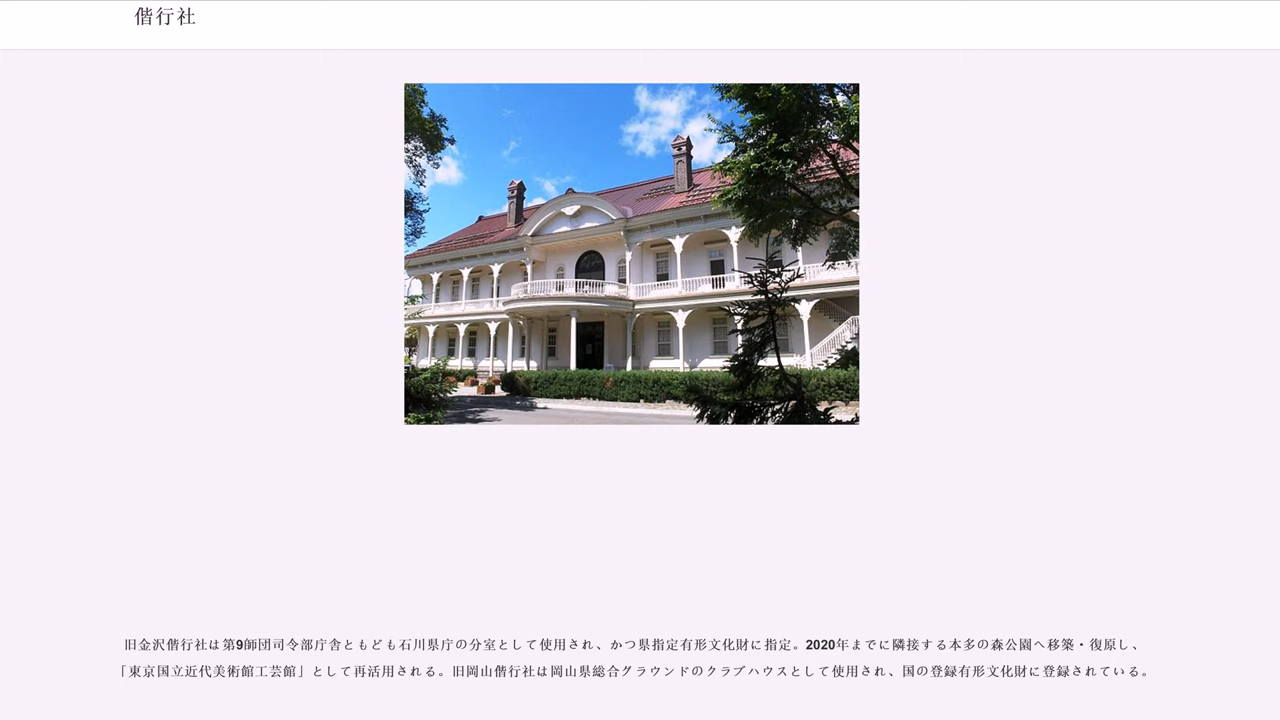 偕行社
旧金沢偕行社は第9師団司令部庁舎ともども石川県庁の分室として使用され、かつ県指定有形文化財に指定。2020年までに隣接する本多の森公園へ移築・復原し、
「東京国立近代美術館工芸館」として再活用される。旧岡山偕行社は岡山県総合グラウンドのクラブハウスとして使用され、国の登録有形文化財に登録されている。